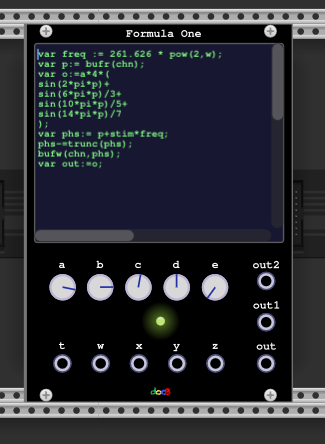 Formula One
var freq := 261.626 * pow(2,w);
var p:= bufr(chn);
var o:=a*4*(
sin(2*pi*p)+
sin(6*pi*p)/3+
sin(10*pi*p)/5+
sin(14*pi*p)/7
);
var phs:= p+stim*freq;
phs-=trunc(phs);
bufw(chn,phs);
var out:=o;
a b c d e out2
out1
t w x y z out